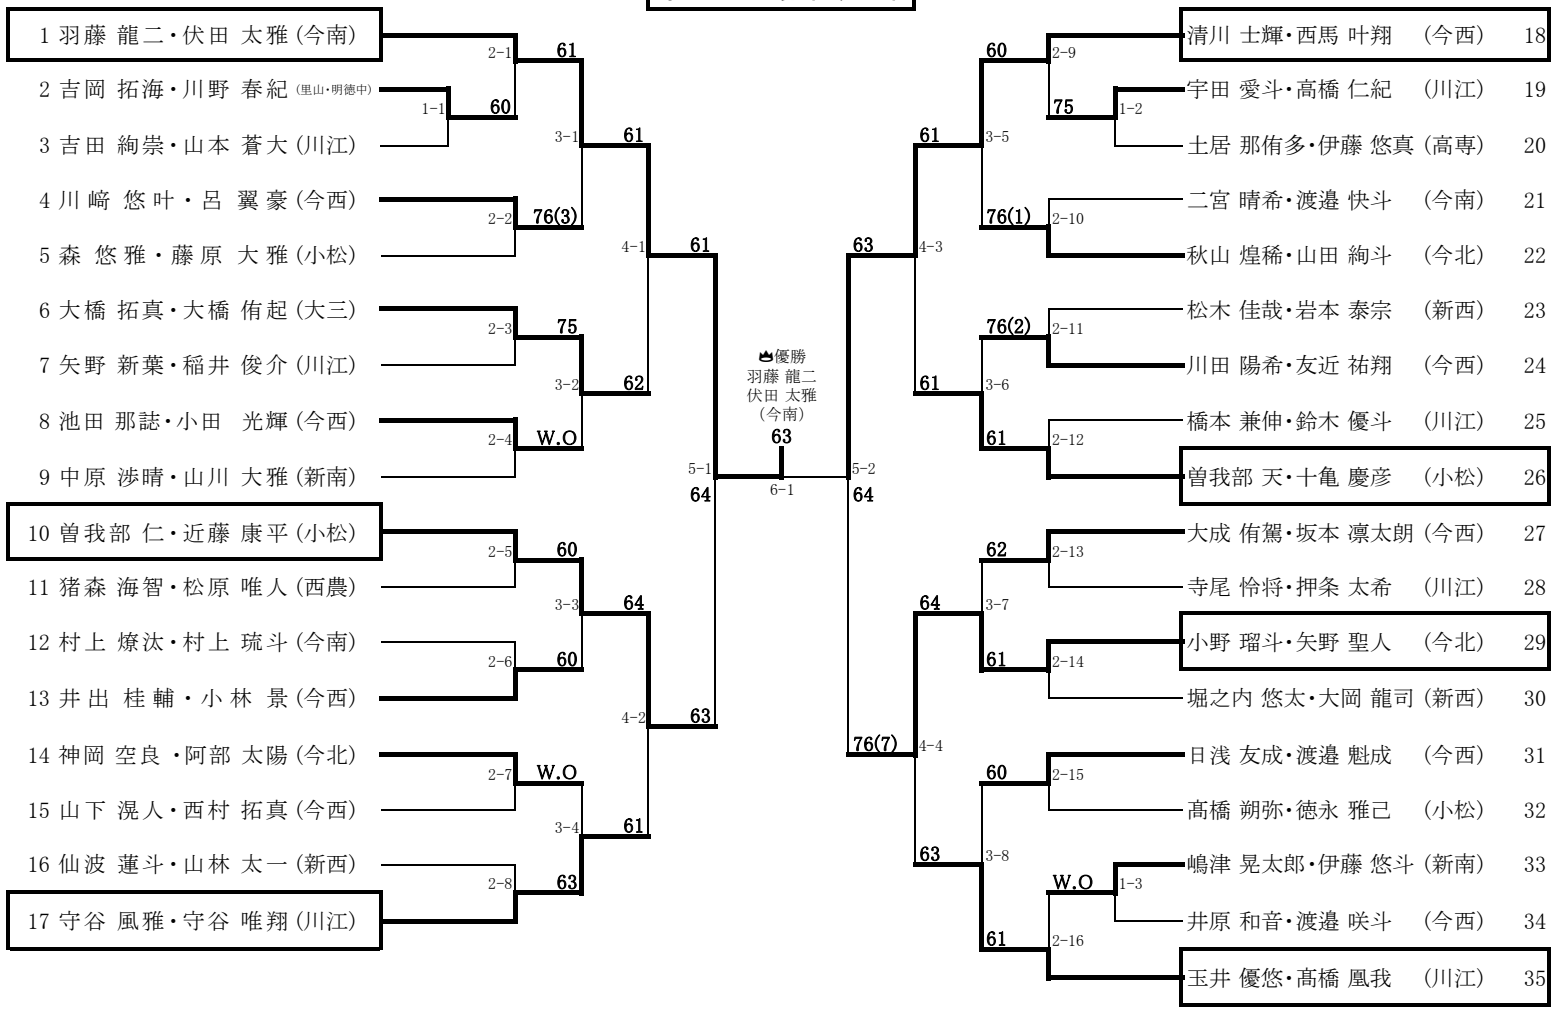 1 羽藤 龍二・伏田 太雅 (今南)
2 吉岡 拓海・川野 春紀 (里山・明徳中)
3 吉田 絢崇・山本 蒼大 (川江)
4 川﨑 悠叶・呂 翼豪 (今西)
5 森 悠雅・藤原 大雅 (小松)
6 大橋 拓真・大橋 侑起 (大三)
7 矢野 新葉・稲井 俊介 (川江)
8 池田 那誌・小田 光輝 (今西)
9 中原 渉晴・山川 大雅 (新南)
10 曽我部 仁・近藤 康平 (小松)
11 猪森 海智・松原 唯人 (西農)
12 村上 燎汰・村上 琉斗 (今南)
13 井出 桂輔・小林 景 (今西)
14 神岡 空良・阿部 太陽 (今北)
15 山下 滉人・西村 拓真 (今西)
16 仙波 蓮斗・山林 太一 (新西)
17 守谷 風雅・守谷 唯翔 (川江)
1-1
60
2-1
61
2-2
76(3)
2-3
75
2-4
W.O
2-5
60
2-6
60
2-7
W.O
2-8
63
3-1
61
3-2
62
3-3
64
3-4
61
4-1
61
4-2
63
5-1
64
優勝
羽藤 龍二
伏田 太雅
(今南)
63
6-1
5-2
64
63
4-3
76(7)
4-4
61
3-5
61
3-6
64
3-7
63
3-8
60
2-9
76(1)
2-10
76(2)
2-11
61
2-12
62
2-13
61
2-14
60
2-15
61
2-16
75
1-2
W.O
1-3
清川 士輝・西馬 叶翔 (今西) 18
宇田 愛斗・高橋 仁紀 (川江) 19
土居 那侑多・伊藤 悠真 (高専) 20
二宮 晴希・渡邉 快斗 (今南) 21
秋山 煌稀・山田 絢斗 (今北) 22
松木 佳哉・岩本 泰宗 (新西) 23
川田 陽希・友近 祐翔 (今西) 24
橋本 兼伸・鈴木 優斗 (川江) 25
曽我部 天・十亀 慶彦 (小松) 26
大成 侑駕・坂本 凛太朗 (今西) 27
寺尾 怜将・押条 太希 (川江) 28
小野 瑠斗・矢野 聖人 (今北) 29
堀之内 悠太・大岡 龍司 (新西) 30
日浅 友成・渡邉 魁成 (今西) 31
髙橋 朔弥・徳永 雅己 (小松) 32
嶋津 晃太郎・伊藤 悠斗 (新南) 33
井原 和音・渡邉 咲斗 (今西) 34
玉井 優悠・髙橋 凰我 (川江) 35